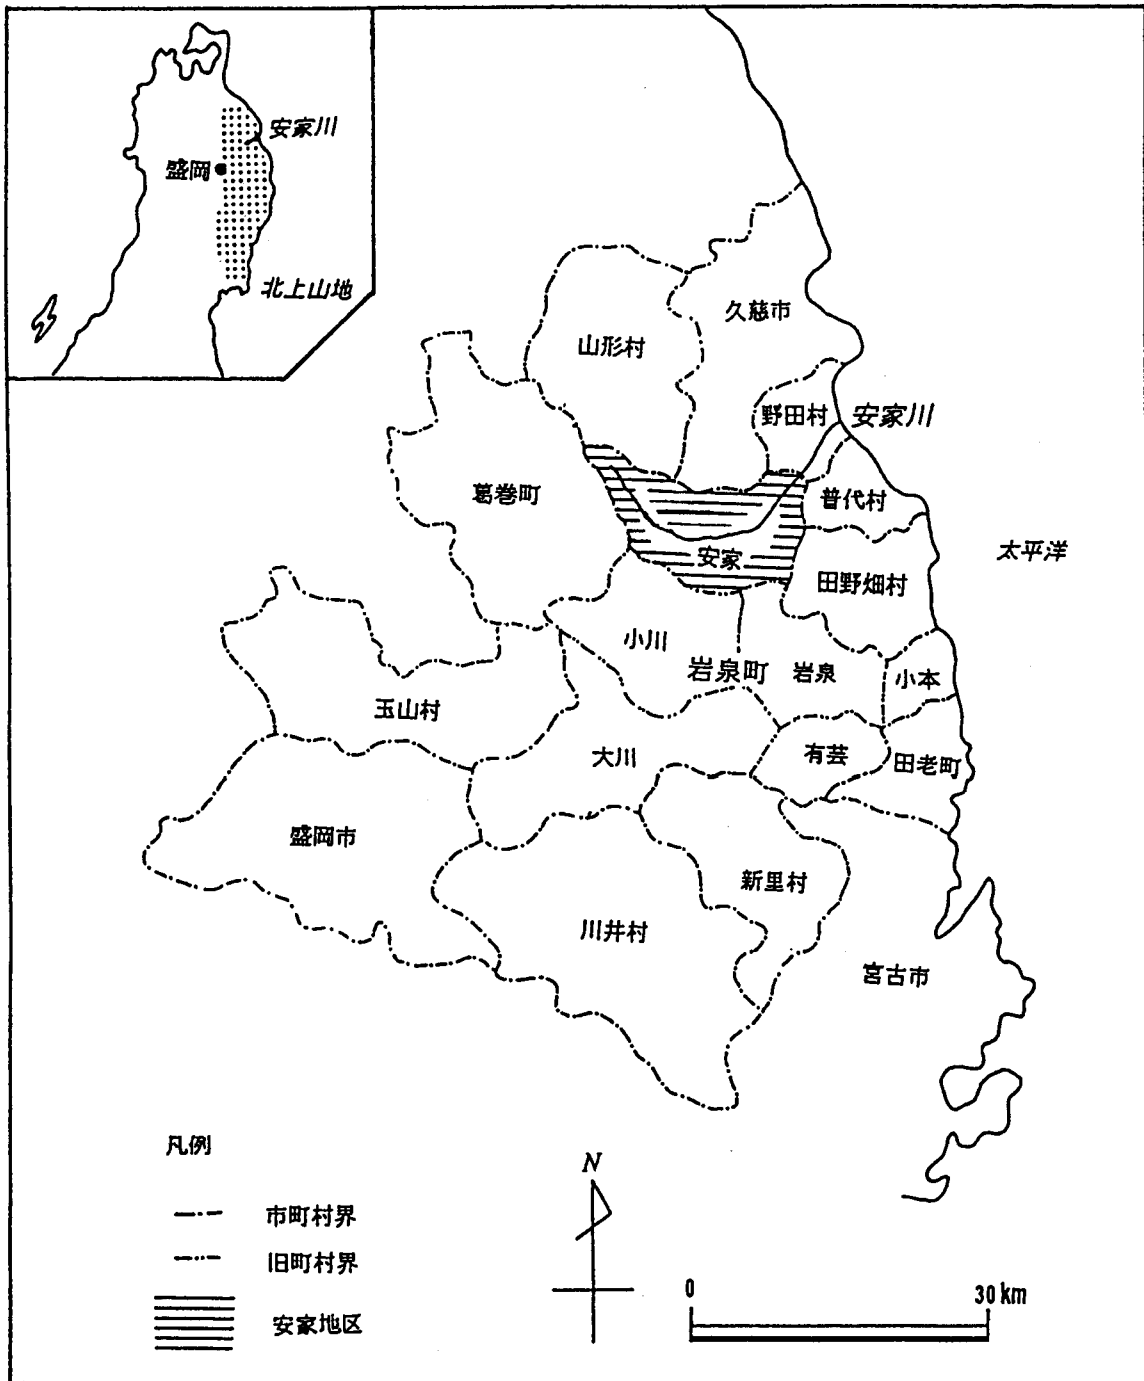 安家川
盛岡
北上山地
久慈市
山形村
野田村
安家川
葛巻町
普代村
安家
太平洋
田野畑村
小川
岩泉町
岩泉
小本
玉山村
大川
有芸
田老町
盛岡市
新里村
川井村
宮古市
凡例
市町村界
旧町村界
安家地区
N
0
30km